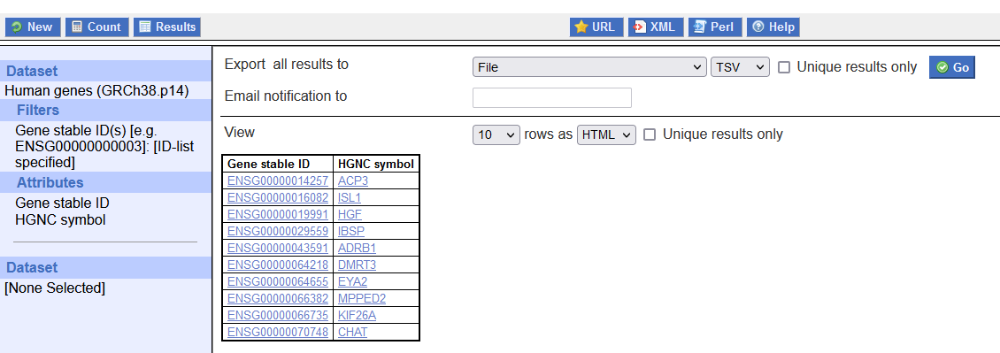 New Count Results URL XML Perl Help
Dataset
Human genes (GRCh38.p14)
Filters
Gene stable ID(s) [e.g.
ENSG00000000003]: [ID-list
specified]
Attributes
Gene stable ID
HGNC symbol
Dataset
[None Selected]
Export all results to File TSV Unique results only Go
Email notification to
View 10 rows as HTML Unique results only
Gene stable ID HGNC symbol
ENSG00000014257 ACP3
ENSG00000016082 ISL1
ENSG00000019991 HGF
ENSG00000029559 IBSP
ENSG00000043591 ADRB1
ENSG00000064218 DMRT3
ENSG00000064655 EYA2
ENSG00000066382 MPPED2
ENSG00000066735 KIF26A
ENSG00000070748 CHAT